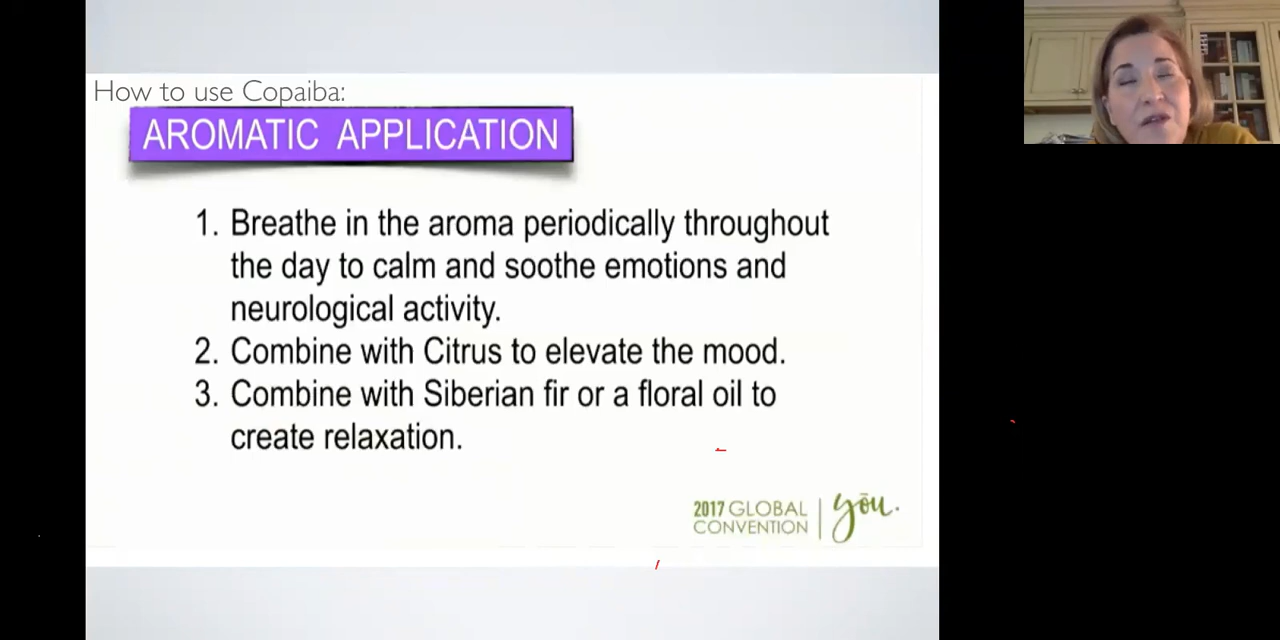 How to use Copaiba:
AROMATIC APPLICATION
1. Breathe in the aroma periodically throughout
the day to calm and soothe emotions and
neurological activity.
2. Combine with Citrus to elevate the mood.
3. Combine with Siberian fir or a floral oil to
create relaxation.
2017 GLOBAL
CONVENTION
yōu.